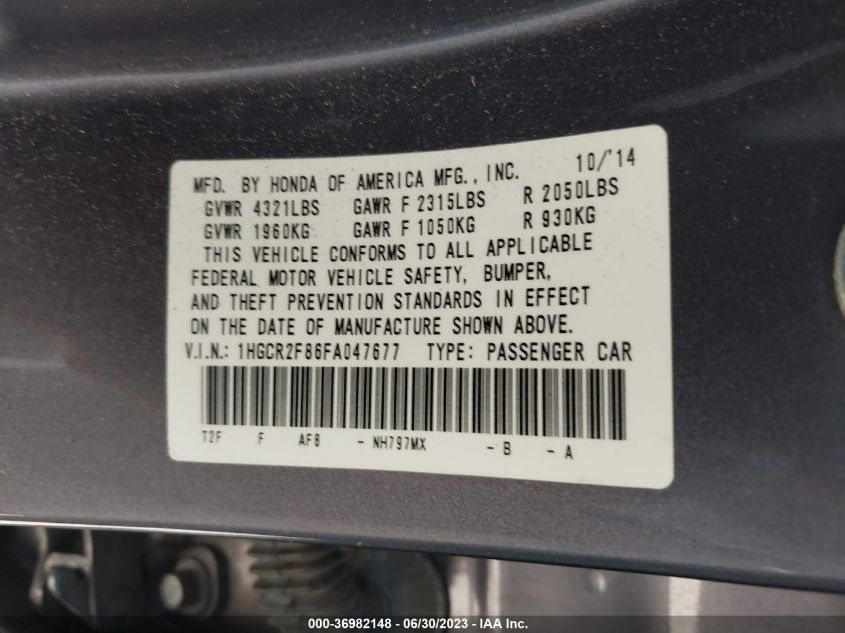 MFD. BY HONDA OF AMERICA MFG., INC. 10/'14
GVWR 4321LBS GAWR F 2315LBS R 2050LBS
GVWR 1960KG GAWR F 1050KG R 930KG
THIS VEHICLE CONFORMS TO ALL APPLICABLE
FEDERAL MOTOR VEHICLE SAFETY, BUMPER,
AND THEFT PREVENTION STANDARDS IN EFFECT
ON THE DATE OF MANUFACTURE SHOWN ABOVE.
V.I.N.: 1HGCR2F86FA047677 TYPE: PASSENGER CAR
T2F F AF8 - NH797MX - B - A
000-36982148 - 06/30/2023 - IAA Inc.